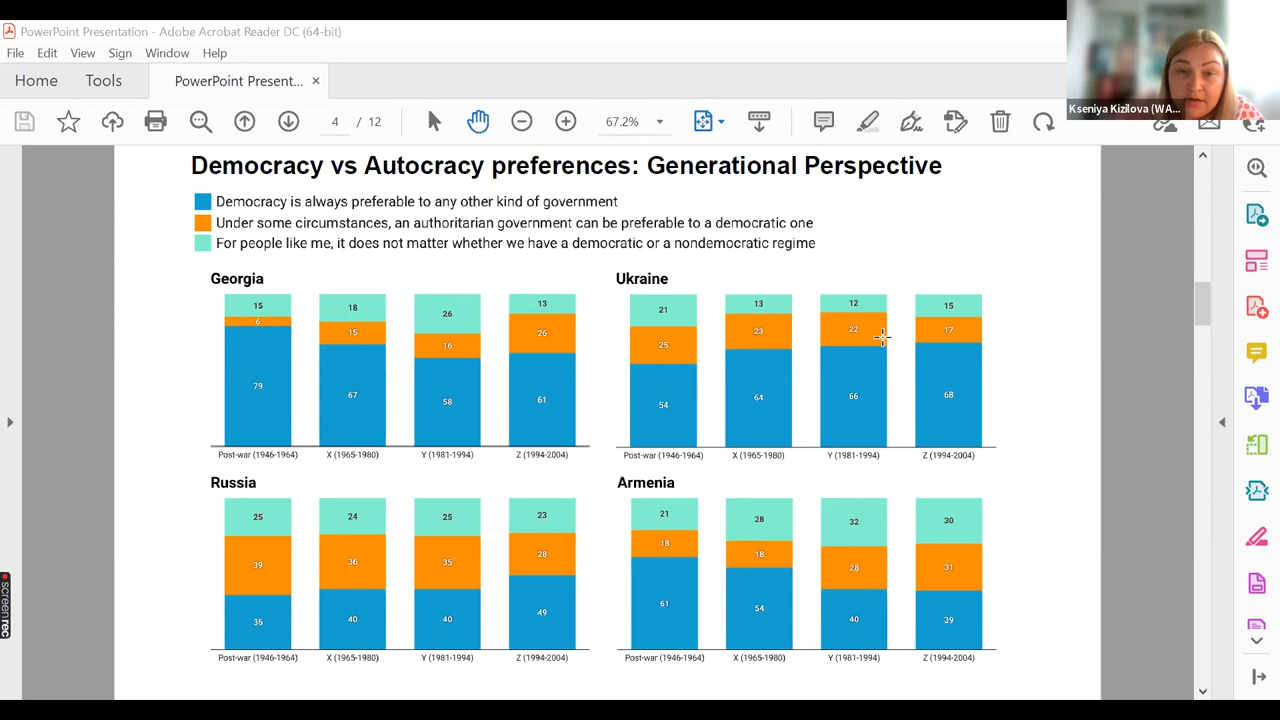 PowerPoint Presentation - Adobe Acrobat Reader DC (64-bit)
File Edit View Sign Window Help
Home Tools PowerPoint Present... ×
4 / 12 67.2%
Kseniya Kizilova (WA...
Democracy vs Autocracy preferences: Generational Perspective
Democracy is always preferable to any other kind of government
Under some circumstances, an authoritarian government can be preferable to a democratic one
For people like me, it does not matter whether we have a democratic or a nondemocratic regime
Georgia
15 18 26 13
6 15 16 26
79 67 58 61
Post-war (1946-1964) X (1965-1980) Y (1981-1994) Z (1994-2004)
Ukraine
21 13 12 15
25 23 22 17
54 64 66 68
Post-war (1946-1964) X (1965-1980) Y (1981-1994) Z (1994-2004)
Russia
25 24 25 23
39 36 35 28
36 40 40 49
Post-war (1946-1964) X (1965-1980) Y (1981-1994) Z (1994-2004)
Armenia
21 28 32 30
18 18 28 31
61 54 40 39
Post-war (1946-1964) X (1965-1980) Y (1981-1994) Z (1994-2004)
screenrec